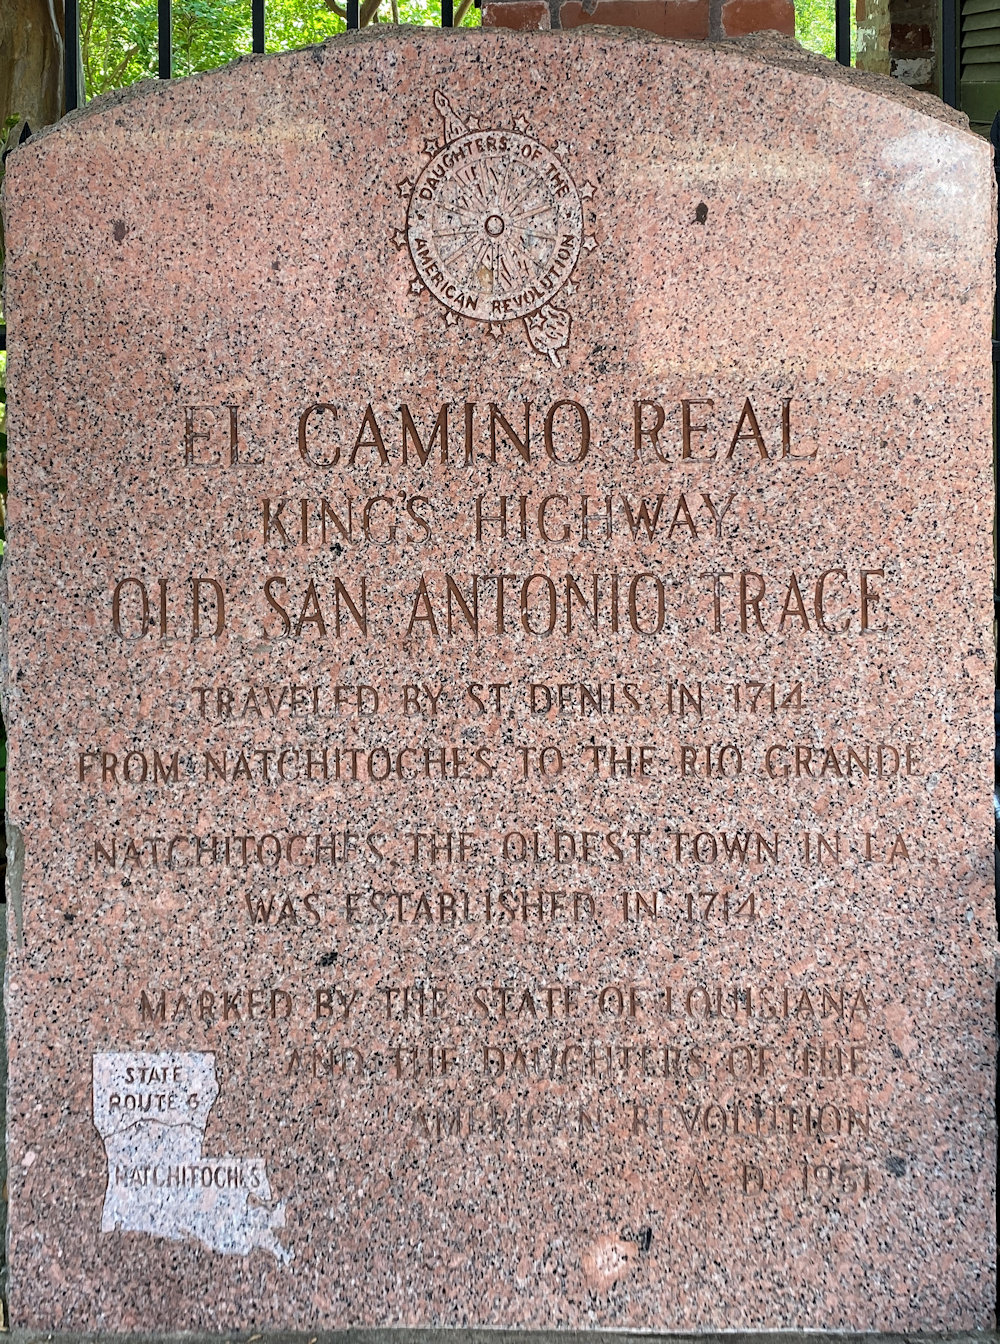 DAUGHTERS OF THE
AMERICAN REVOLUTION
EL CAMINO REAL
KING'S HIGHWAY
OLD SAN ANTONIO TRACE
TRAVELED BY ST. DENIS IN 1714
FROM NATCHITOCHES TO THE RIO GRANDE
NATCHITOCHES, THE OLDEST TOWN IN LA.,
WAS ESTABLISHED IN 1714
MARKED BY THE STATE OF LOUISIANA
AND THE DAUGHTERS OF THE
AMERICAN REVOLUTION
A. D. 1951
STATE
ROUTE 6
NATCHITOCHES